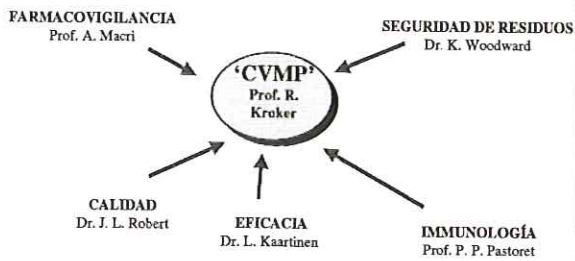 FARMACOVIGILANCIA
Prof. A. Macri
SEGURIDAD DE RESIDUOS
Dr. K. Woodward
‘CVMP’
Prof. R.
Kroker
CALIDAD
Dr. J. L. Robert
EFICACIA
Dr. L. Kaartinen
IMMUNOLOGÍA
Prof. P. P. Pastoret